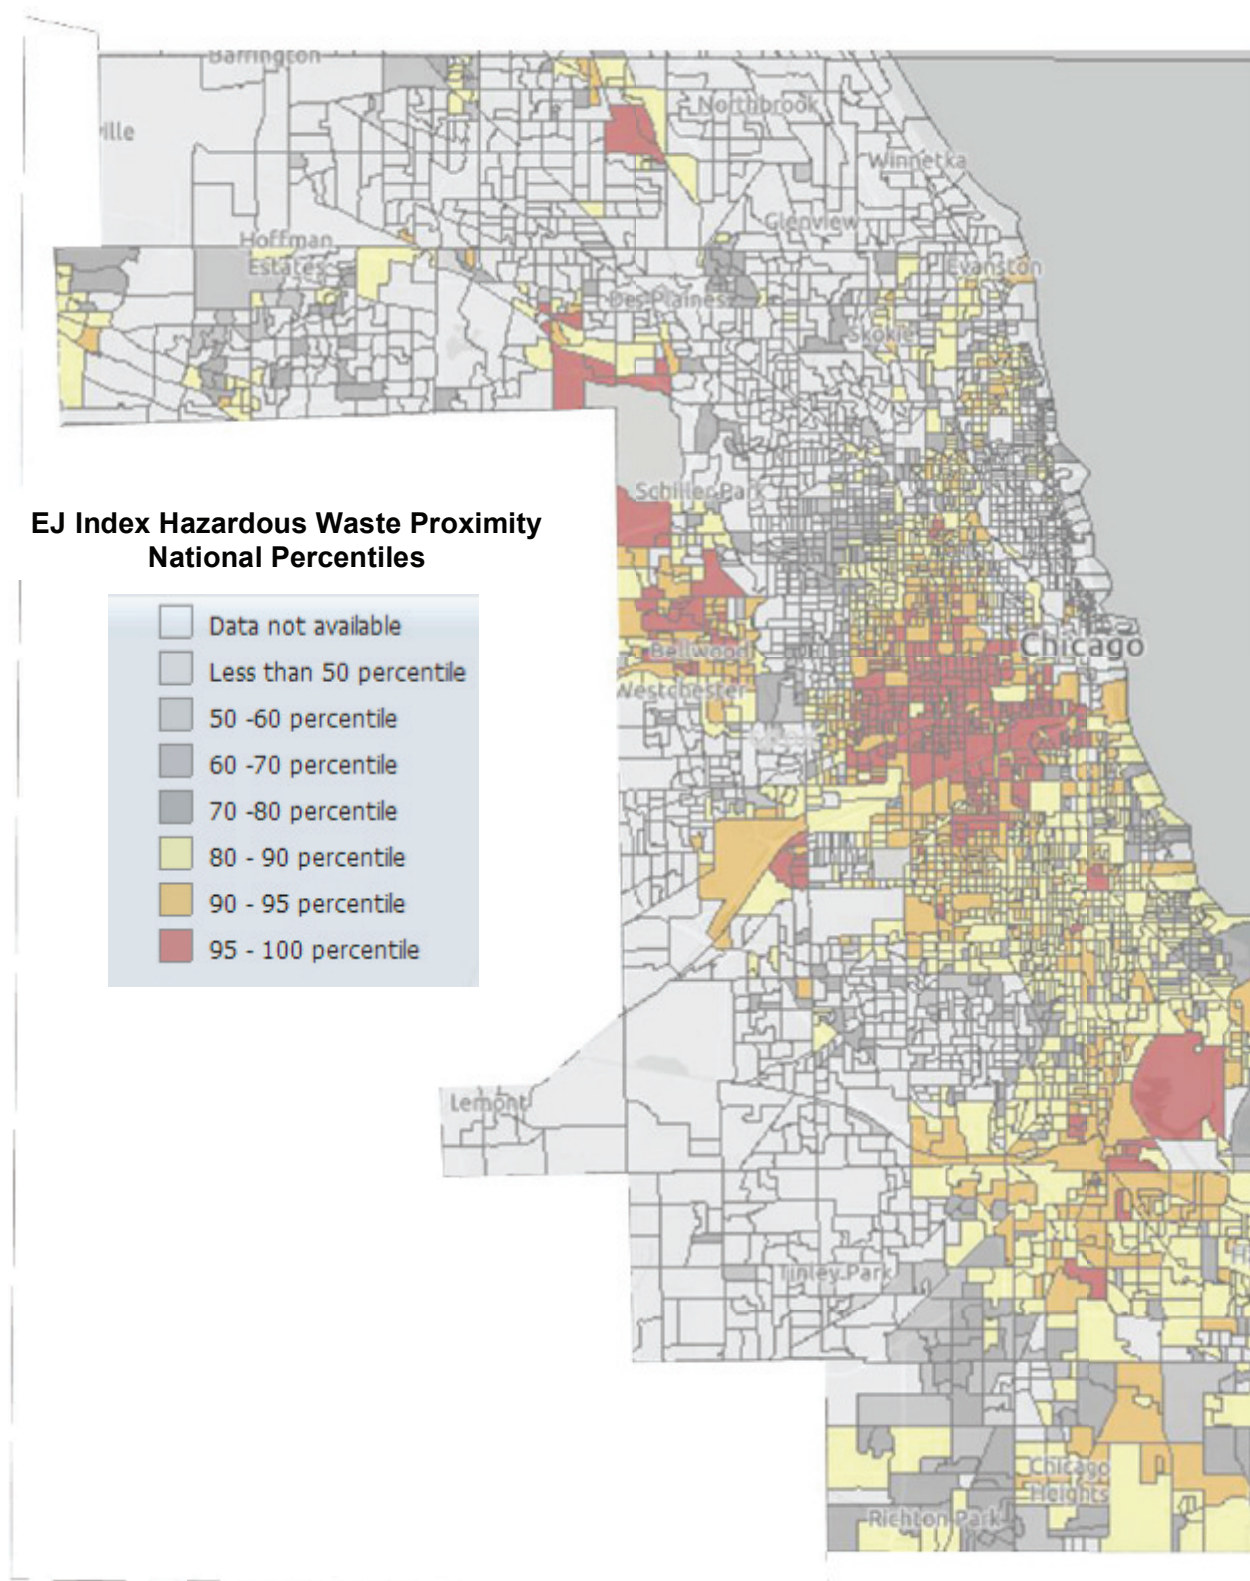 Barrington
Northbrook
ville
Winnetka
Glenview
Hoffman
Estates
Evanston
Des Plaines
Skokie
Schiller Park
EJ Index Hazardous Waste Proximity
National Percentiles
Data not available
Less than 50 percentile
50 -60 percentile
60 -70 percentile
70 -80 percentile
80 - 90 percentile
90 - 95 percentile
95 - 100 percentile
Chicago
Bellwood
Westchester
Lemont
Tinley Park
Ha
Chicago
Heights
Richton Park